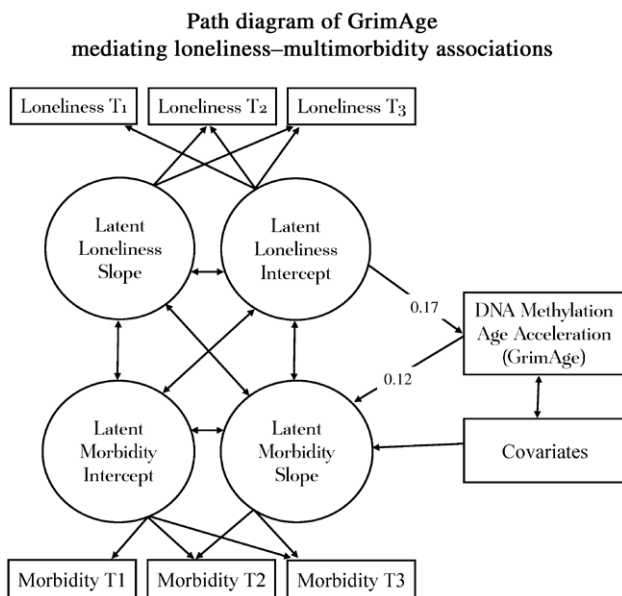 Path diagram of GrimAge
mediating loneliness–multimorbidity associations
Loneliness T1
Loneliness T2
Loneliness T3
Latent
Loneliness
Slope
Latent
Loneliness
Intercept
0.17
DNA Methylation
Age Acceleration
(GrimAge)
0.12
Latent
Morbidity
Intercept
Latent
Morbidity
Slope
Covariates
Morbidity T1
Morbidity T2
Morbidity T3